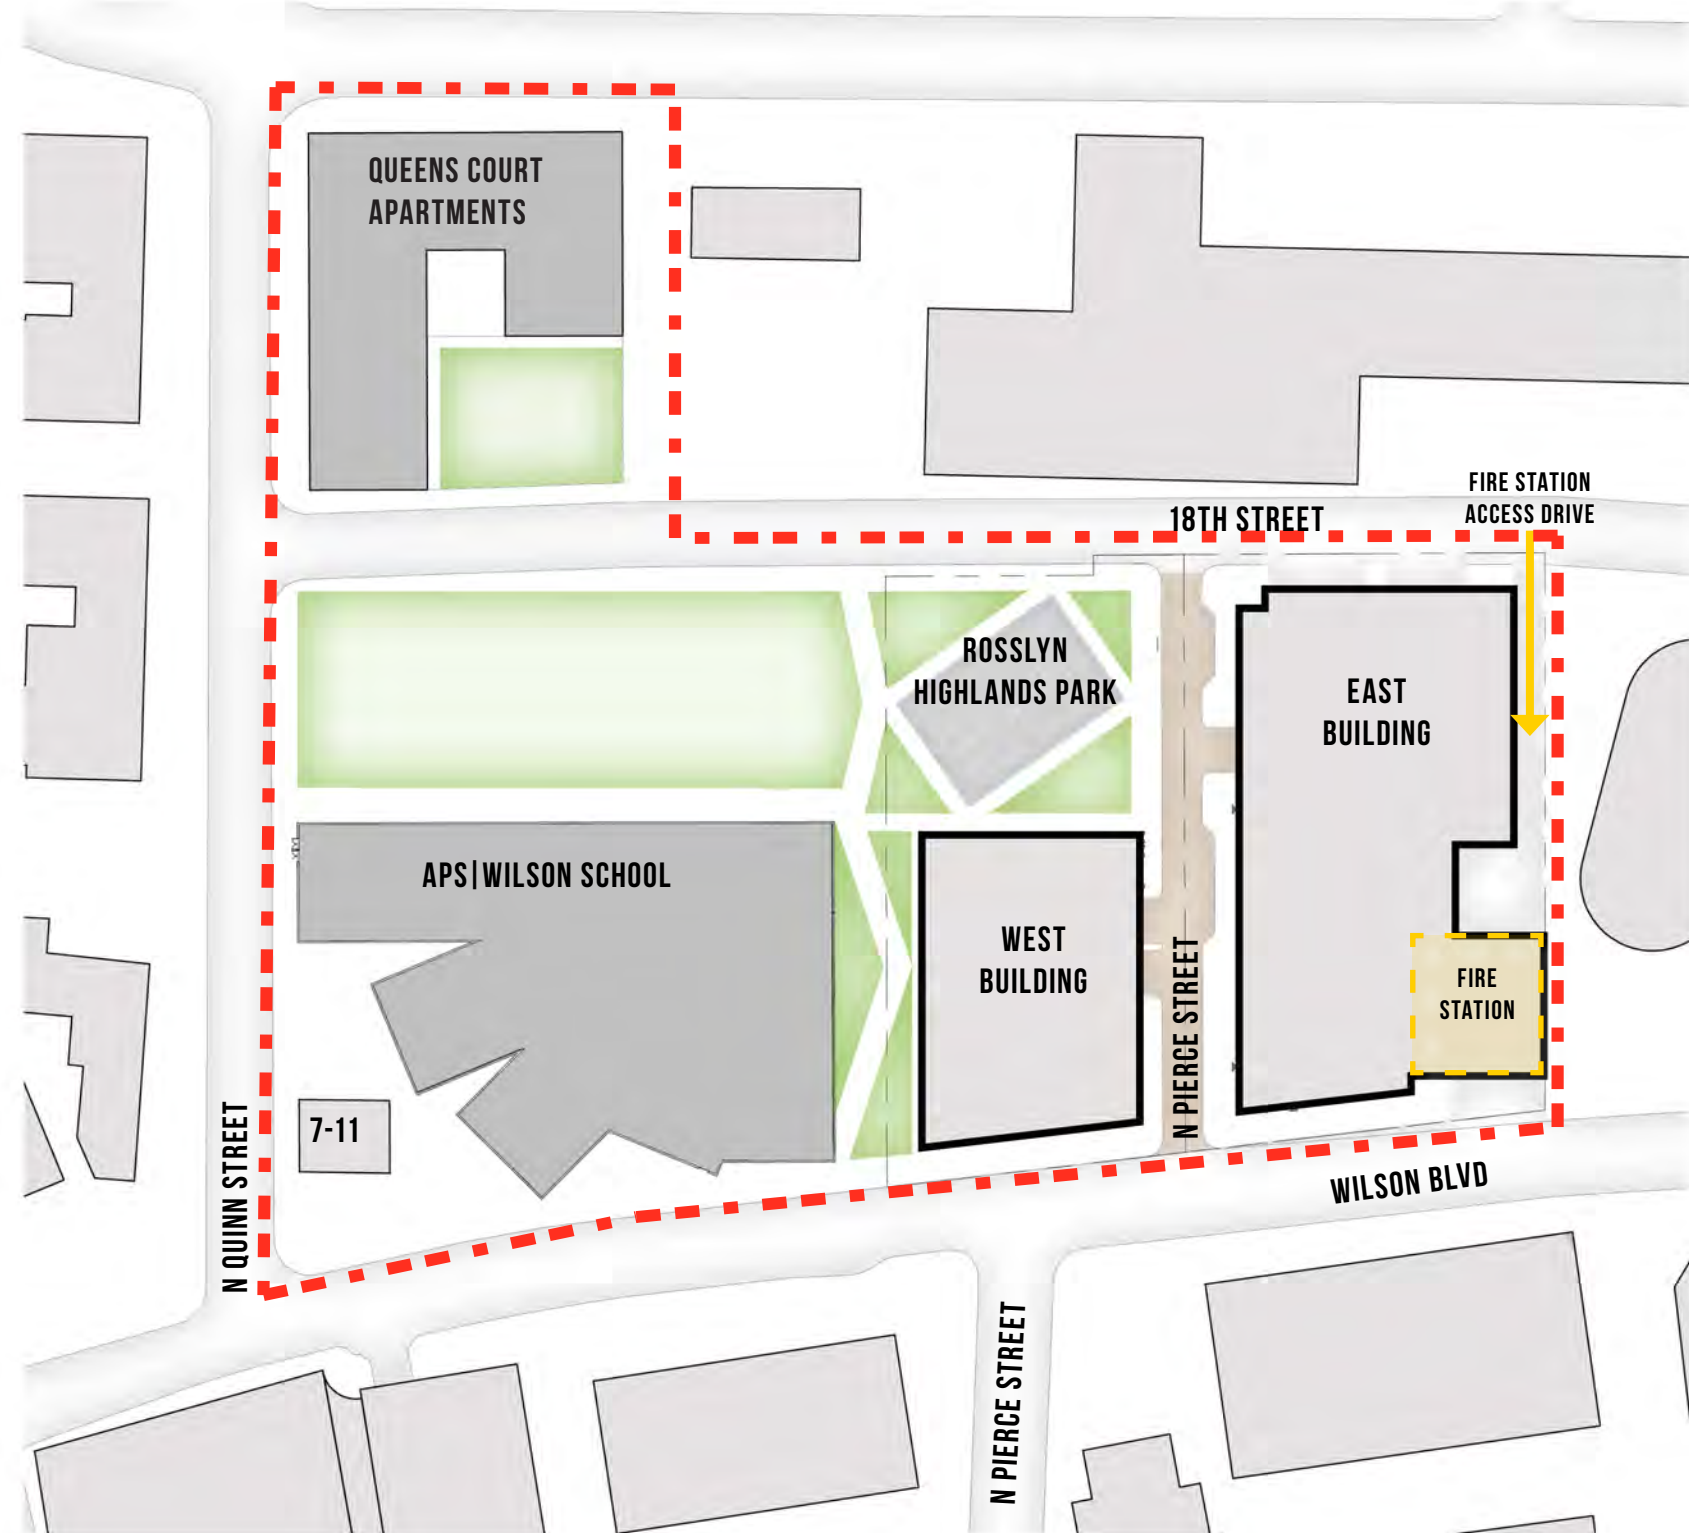 QUEENS COURT
APARTMENTS
FIRE STATION
ACCESS DRIVE
18TH STREET
ROSSLYN
HIGHLANDS PARK
EAST
BUILDING
APS|WILSON SCHOOL
WEST
BUILDING
FIRE
STATION
N PIERCE STREET
7-11
N QUINN STREET
WILSON BLVD
N PIERCE STREET